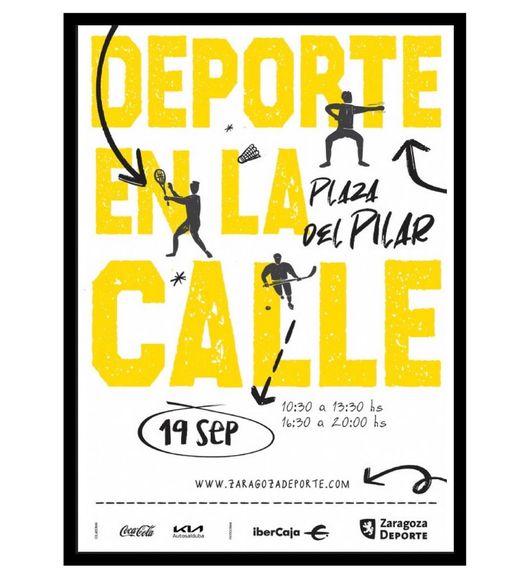 DEPORTE
EN LA
PLAZA
DEL PILAR
CALLE
19 SEP
10:30 a 13:30 hs
16:30 a 20:00 hs
WWW.ZARAGOZADEPORTE.COM
Coca-Cola
KIA
Autosalduba
iberCaja
Zaragoza
DEPORTE